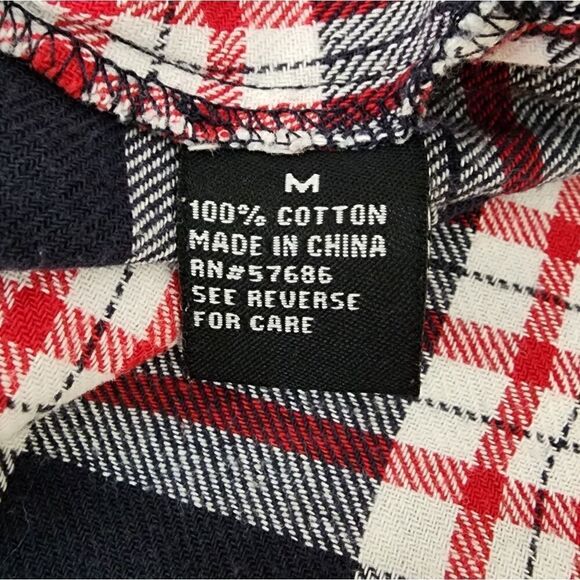 M
100% COTTON
MADE IN CHINA
RN#57686
SEE REVERSE
FOR CARE